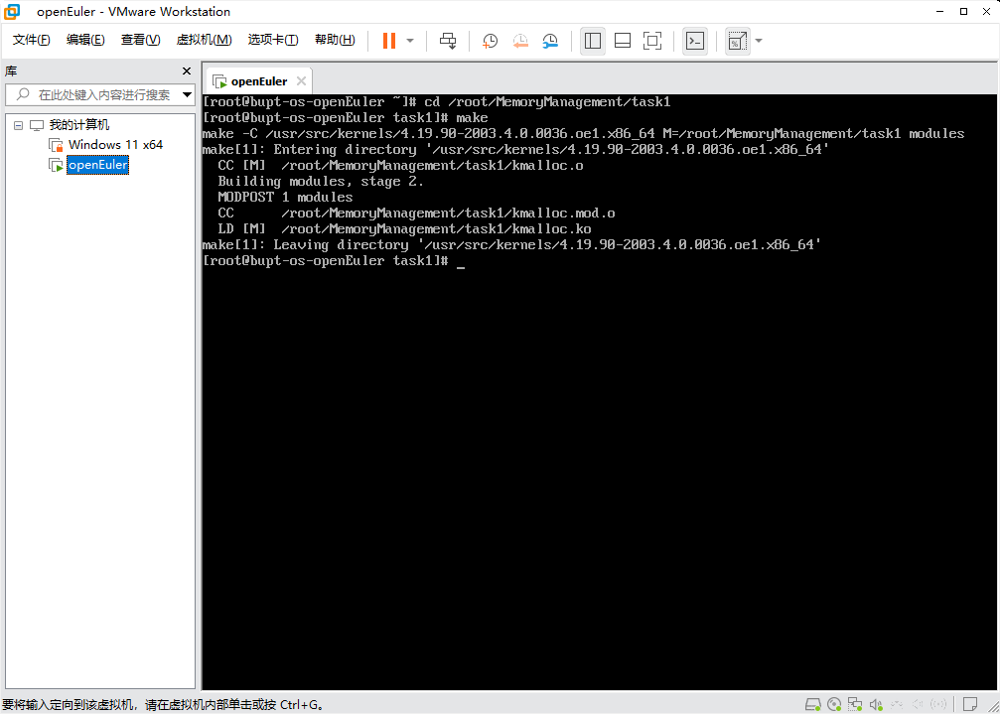 openEuler - VMware Workstation
文件(F) 编辑(E) 查看(V) 虚拟机(M) 选项卡(T) 帮助(H)
库
在此处键入内容进行搜索
我的计算机
Windows 11 x64
openEuler
openEuler
[root@bupt-os-openEuler ~]# cd /root/MemoryManagement/task1
[root@bupt-os-openEuler task1]# make
make -C /usr/src/kernels/4.19.90-2003.4.0.0036.oe1.x86_64 M=/root/MemoryManagement/task1 modules
make[1]: Entering directory '/usr/src/kernels/4.19.90-2003.4.0.0036.oe1.x86_64'
  CC [M]  /root/MemoryManagement/task1/kmalloc.o
  Building modules, stage 2.
  MODPOST 1 modules
  CC      /root/MemoryManagement/task1/kmalloc.mod.o
  LD [M]  /root/MemoryManagement/task1/kmalloc.ko
make[1]: Leaving directory '/usr/src/kernels/4.19.90-2003.4.0.0036.oe1.x86_64'
[root@bupt-os-openEuler task1]# _
要将输入定向到该虚拟机，请在虚拟机内部单击或按 Ctrl+G。